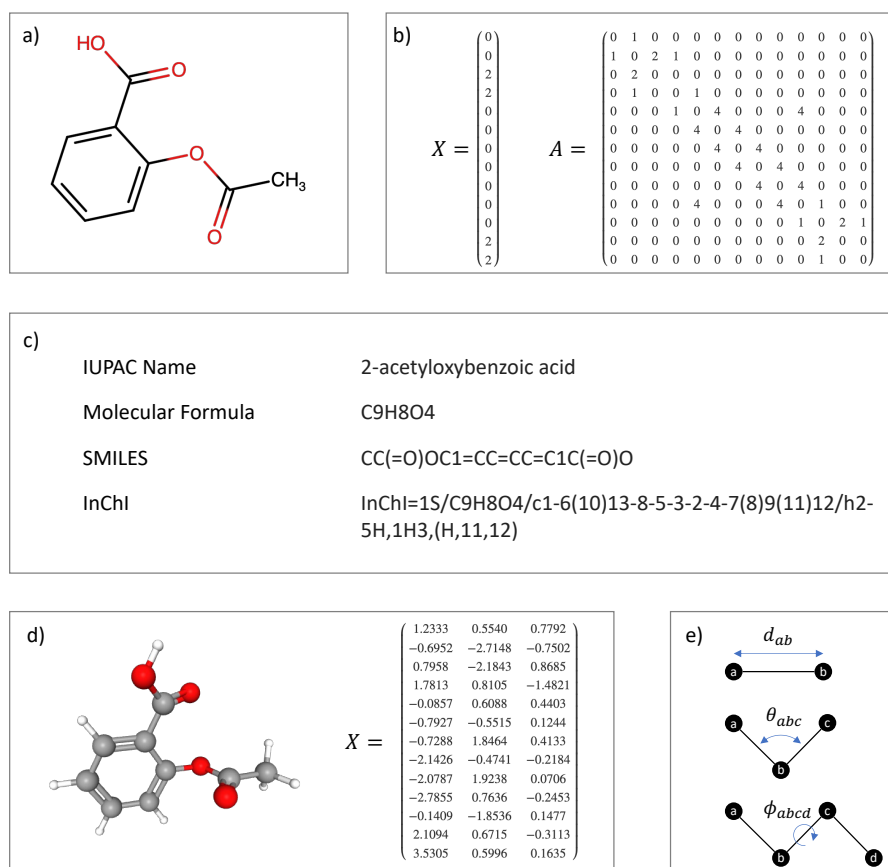 a)
HO
O
O
CH3
O
b)
X =
0
0
2
2
0
0
0
0
0
0
0
2
2
A =
0 1 0 0 0 0 0 0 0 0 0 0 0
1 0 2 1 0 0 0 0 0 0 0 0 0
0 2 0 0 0 0 0 0 0 0 0 0 0
0 1 0 0 1 0 0 0 0 0 0 0 0
0 0 0 1 0 4 0 0 0 4 0 0 0
0 0 0 0 4 0 4 0 0 0 0 0 0
0 0 0 0 0 4 0 4 0 0 0 0 0
0 0 0 0 0 0 4 0 4 0 0 0 0
0 0 0 0 0 0 0 4 0 4 0 0 0
0 0 0 0 4 0 0 0 4 0 1 0 0
0 0 0 0 0 0 0 0 0 1 0 2 1
0 0 0 0 0 0 0 0 0 0 2 0 0
0 0 0 0 0 0 0 0 0 0 1 0 0
c)
IUPAC Name 2-acetyloxybenzoic acid
Molecular Formula C9H8O4
SMILES CC(=O)OC1=CC=CC=C1C(=O)O
InChI InChI=1S/C9H8O4/c1-6(10)13-8-5-3-2-4-7(8)9(11)12/h2-
5H,1H3,(H,11,12)
d)
X =
1.2333 0.5540 0.7792
−0.6952 −2.7148 −0.7502
0.7958 −2.1843 0.8685
1.7813 0.8105 −1.4821
−0.0857 0.6088 0.4403
−0.7927 −0.5515 0.1244
−0.7288 1.8464 0.4133
−2.1426 −0.4741 −0.2184
−2.0787 1.9238 0.0706
−2.7855 0.7636 −0.2453
−0.1409 −1.8536 0.1477
2.1094 0.6715 −0.3113
3.5305 0.5996 0.1635
e)
d_ab
a b
θ_abc
a c
b
ϕ_abcd
a c
b d